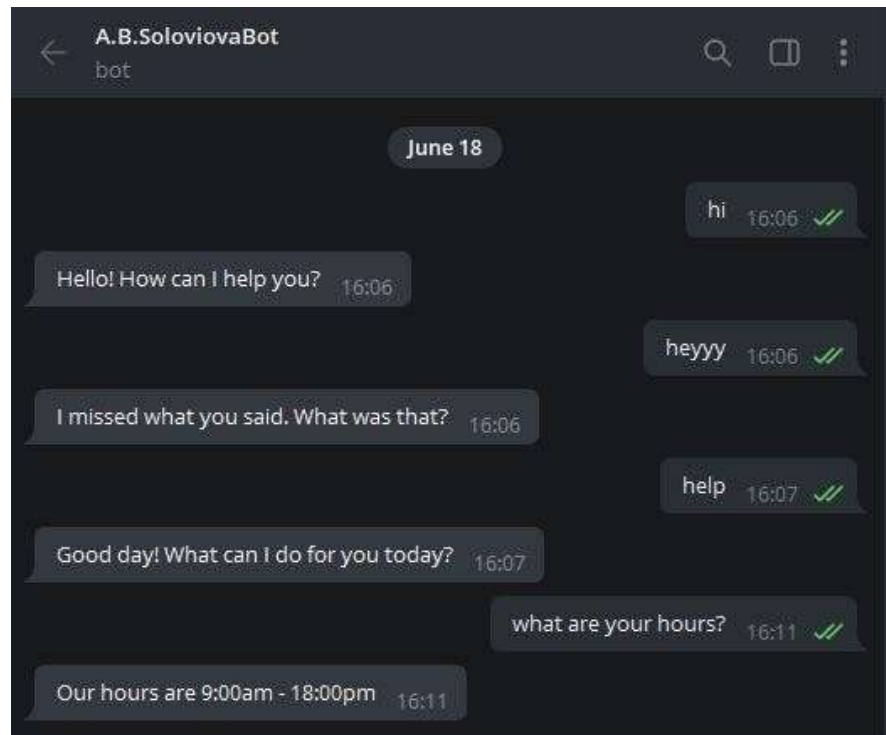 A.B.SoloviovaBot
bot
June 18
hi 16:06
Hello! How can I help you? 16:06
heyyy 16:06
I missed what you said. What was that? 16:06
help 16:07
Good day! What can I do for you today? 16:07
what are your hours? 16:11
Our hours are 9:00am - 18:00pm 16:11